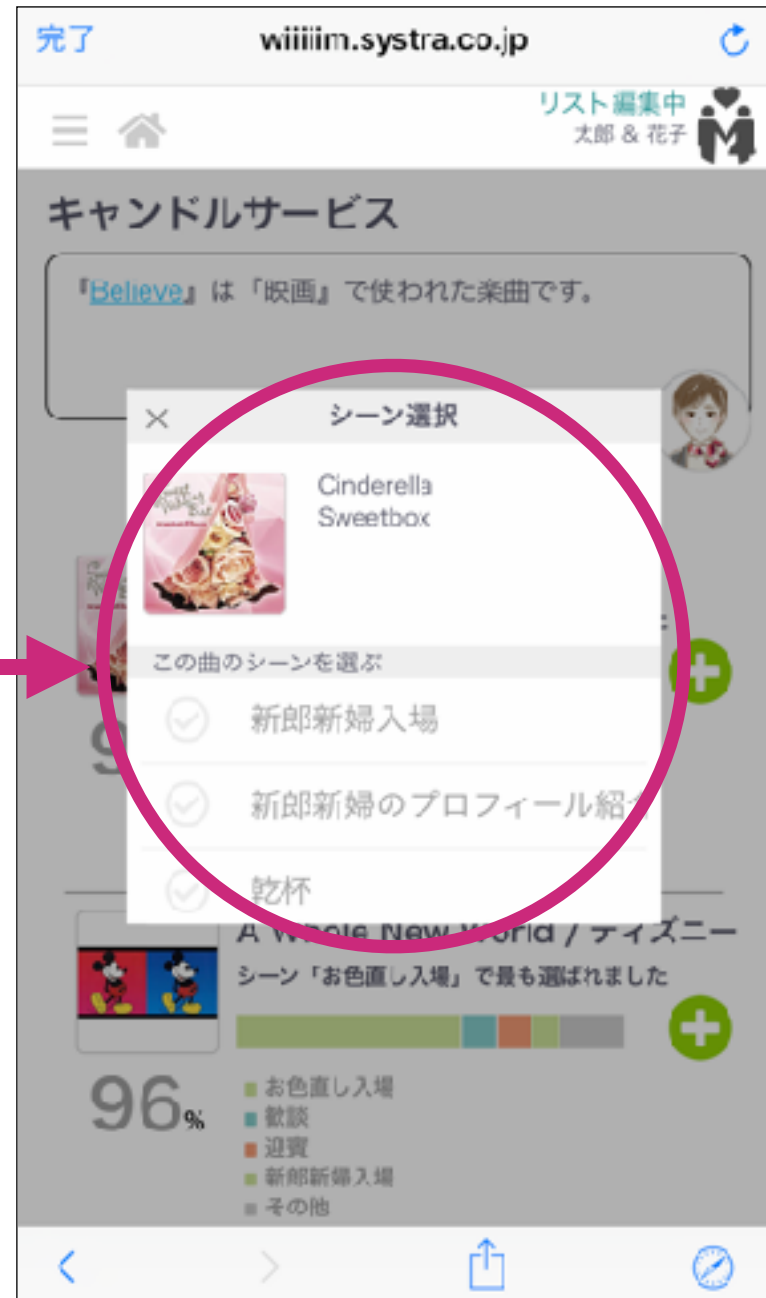 完了
wiiiiim.systra.co.jp
リスト編集中
太郎 & 花子
キャンドルサービス
『Believe』は「映画』で使われた楽曲です。
× シーン選択
Cinderella
Sweetbox
この曲のシーンを選ぶ
新郎新婦入場
新郎新婦のプロフィール紹介
乾杯
A Whole New World / ディズニー
シーン「お色直し入場」で最も選ばれました
96%
お色直し入場
歓談
迎賓
新郎新婦入場
その他